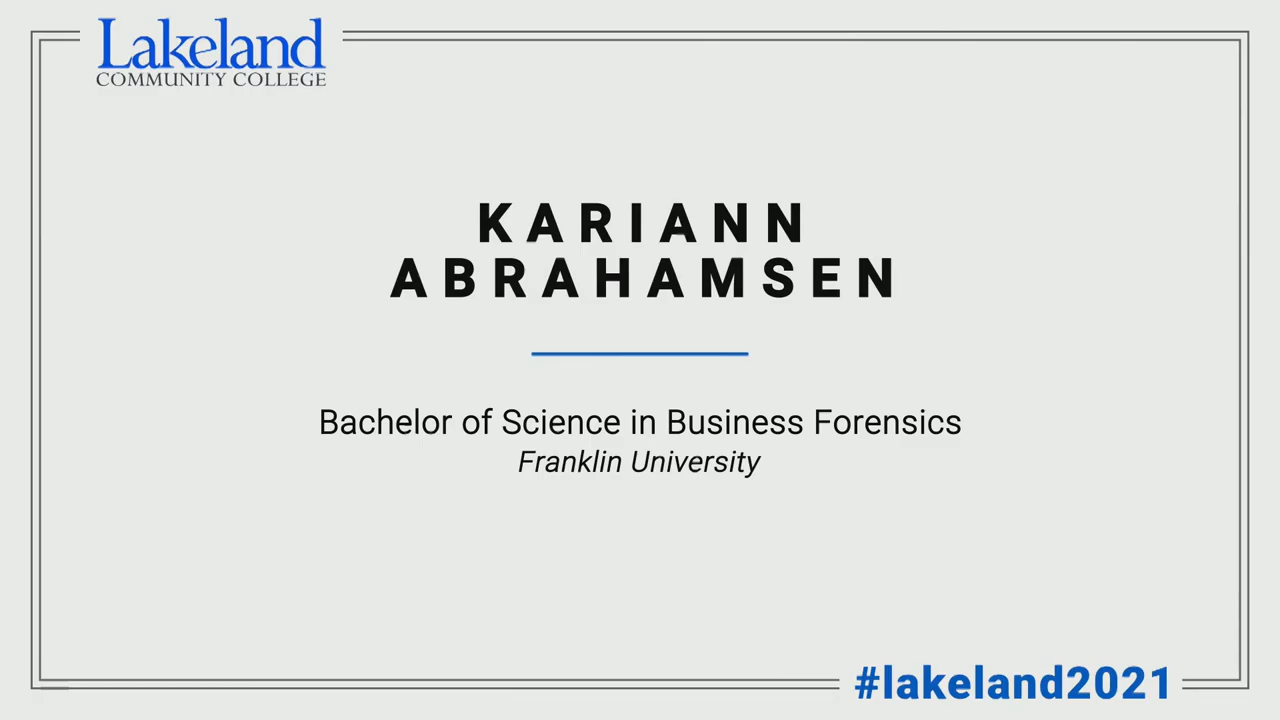 Lakeland
COMMUNITY COLLEGE
KARIANN
ABRAHAMSEN
Bachelor of Science in Business Forensics
Franklin University
#lakeland2021